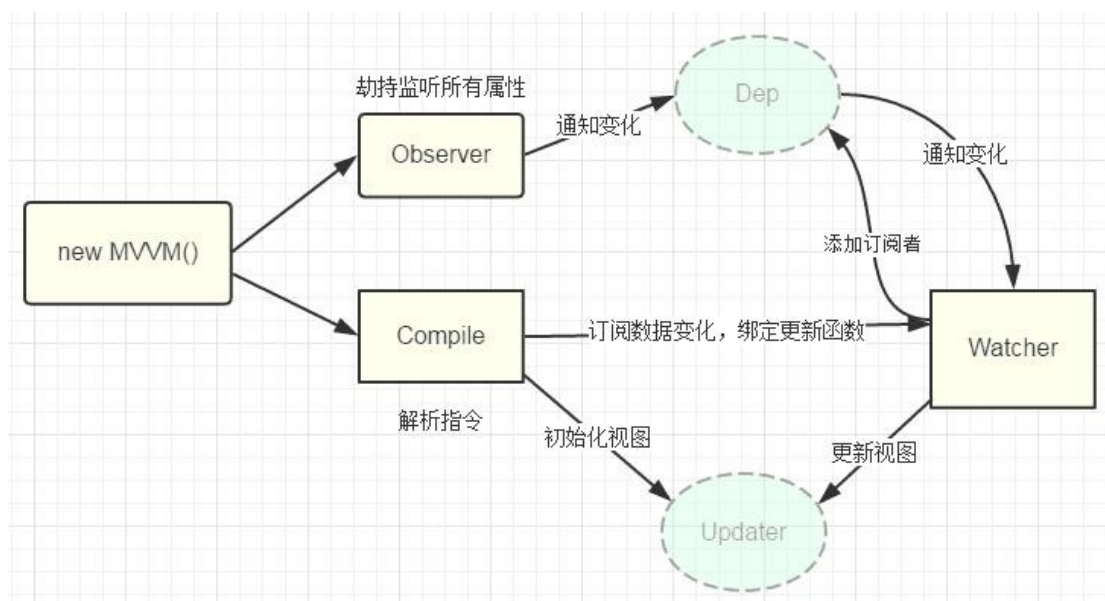 劫持监听所有属性
Dep
Observer
通知变化
通知变化
new MVVM()
添加订阅者
Compile
订阅数据变化，绑定更新函数
Watcher
解析指令
初始化视图
更新视图
Updater